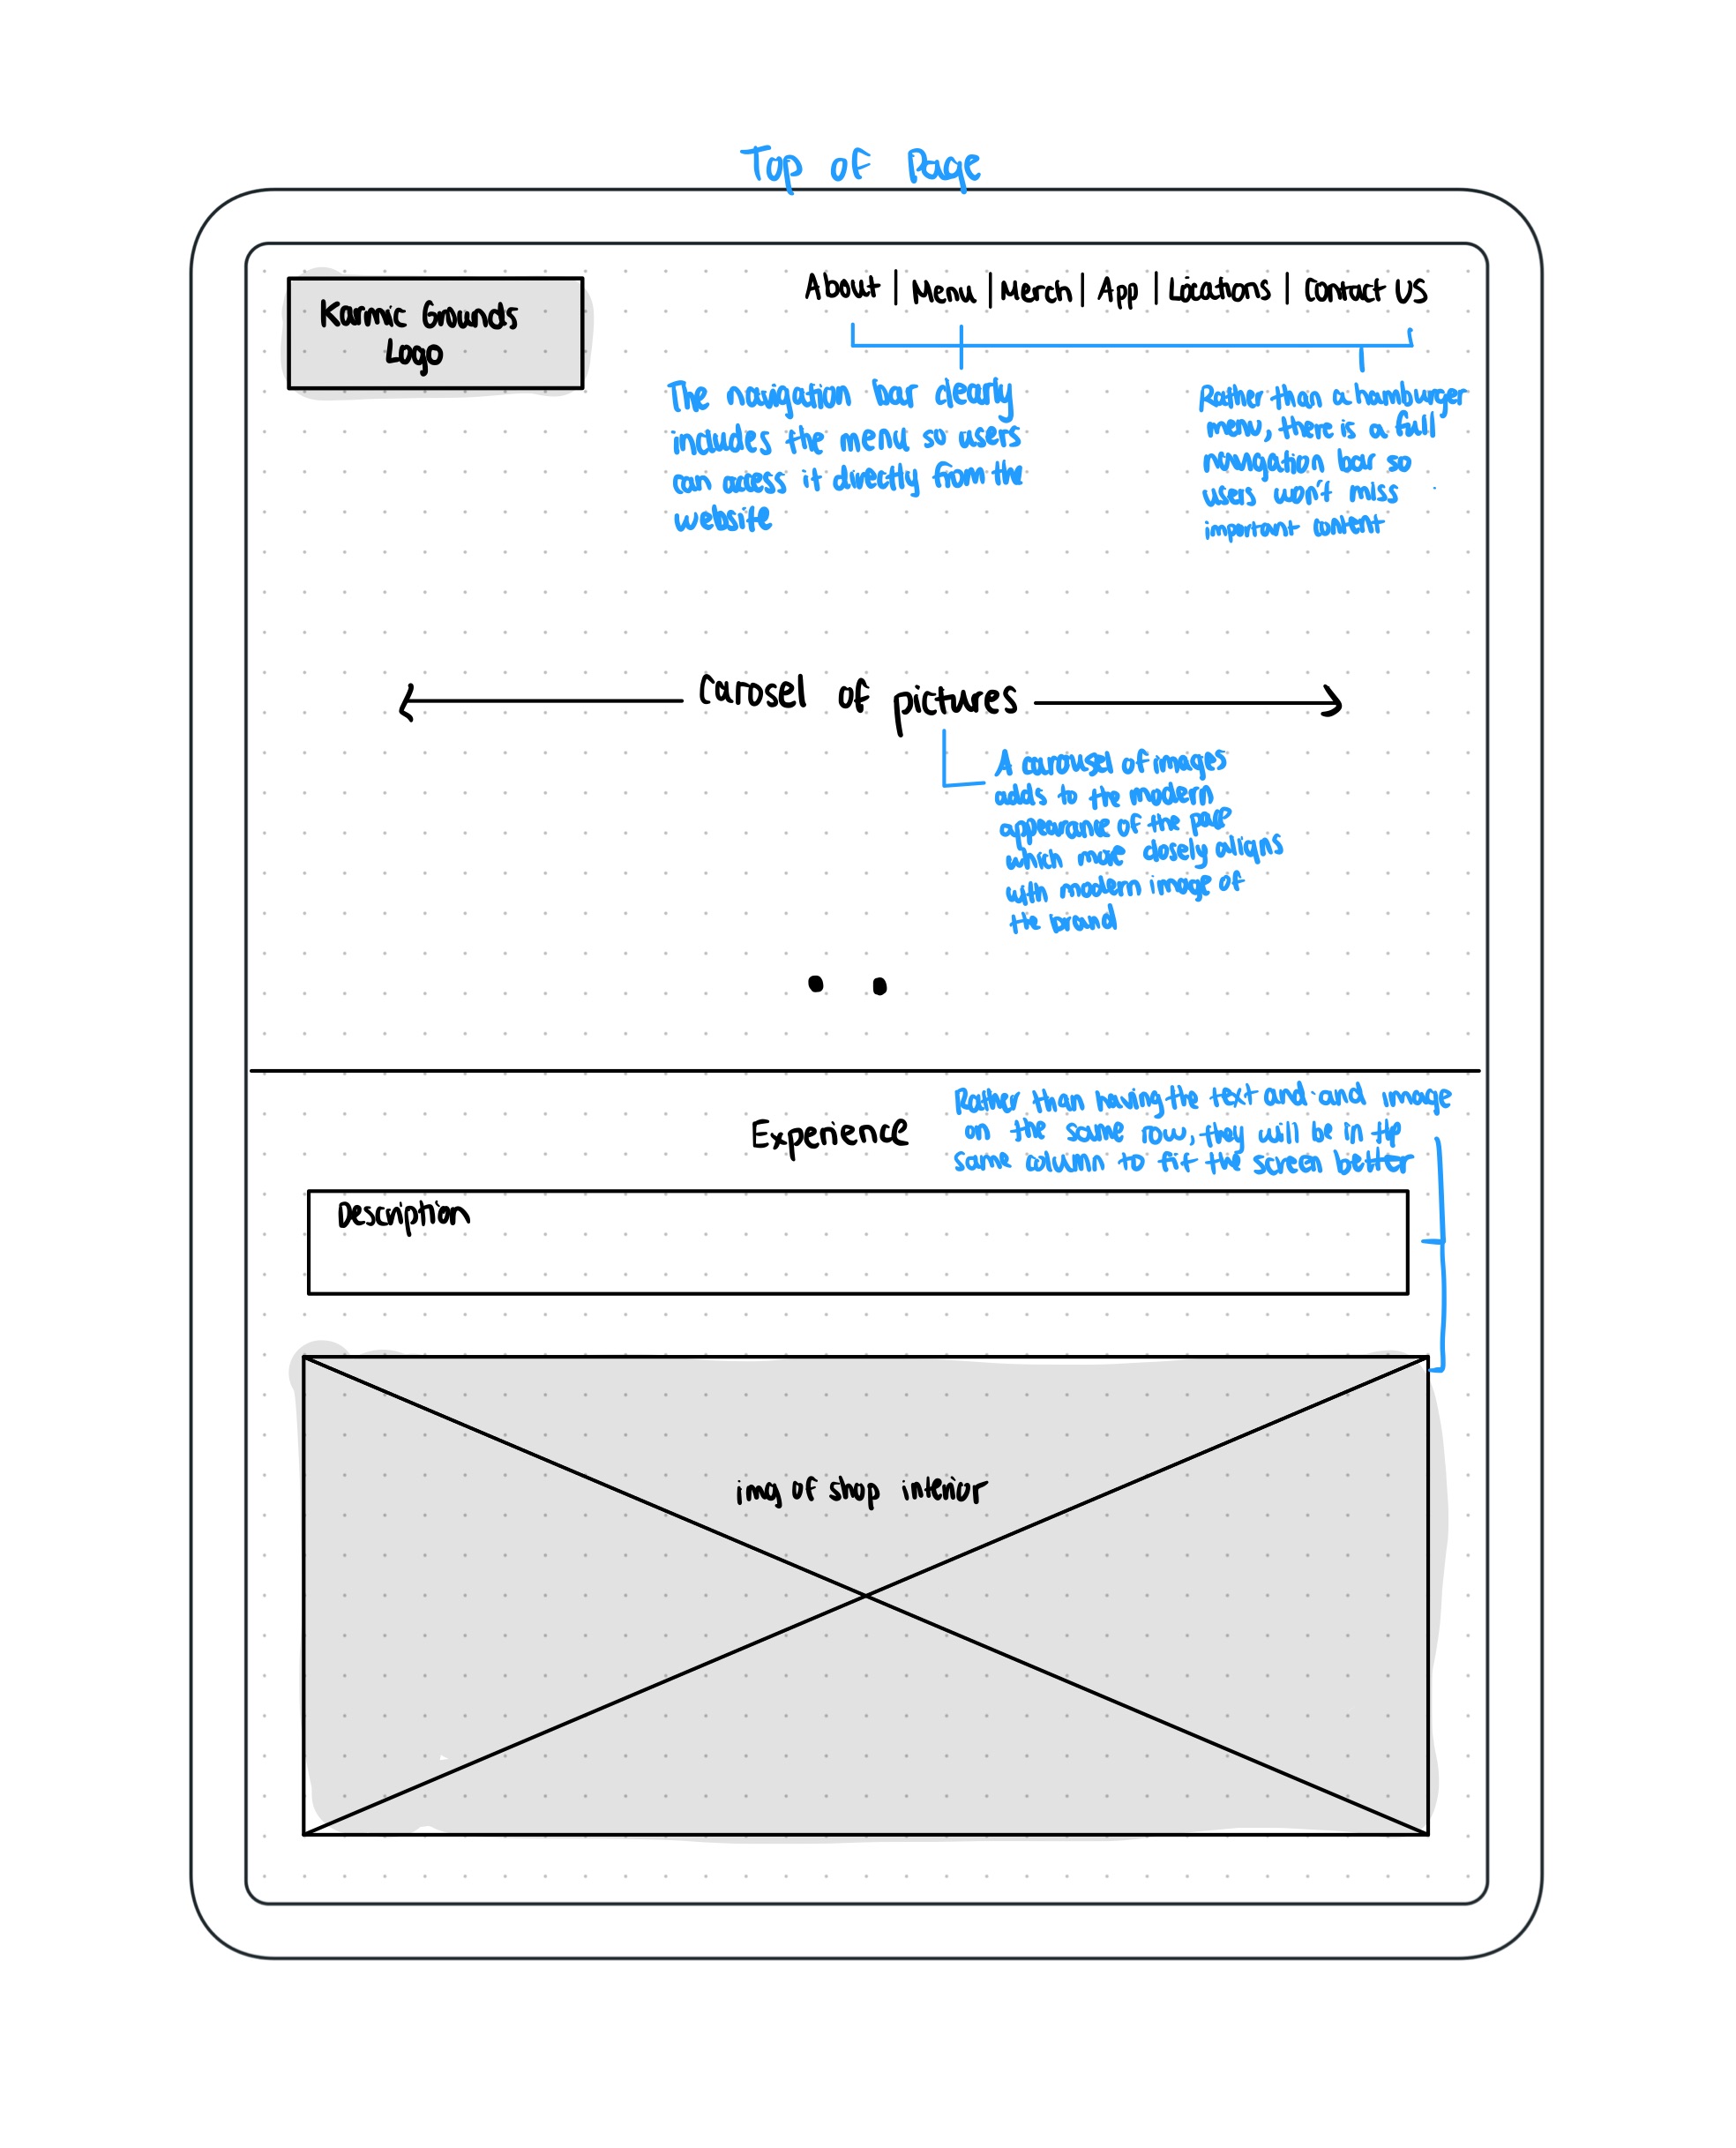 Top of Page
Karmic Grounds
Logo
About | Menu | Merch | App | Locations | Contact Us
The navigation bar clearly
includes the menu so users
can access it directly from the
website
Rather than a hamburger
menu, there is a full
navigation bar so
users won't miss
important content
Carosel of pictures
A carousel of images
adds to the modern
appearance of the page
which more closely aligns
with modern image of
the brand
Experience
Rather than having the text and and image
on the same row, they will be in the
same column to fit the screen better
Description
img of shop interior